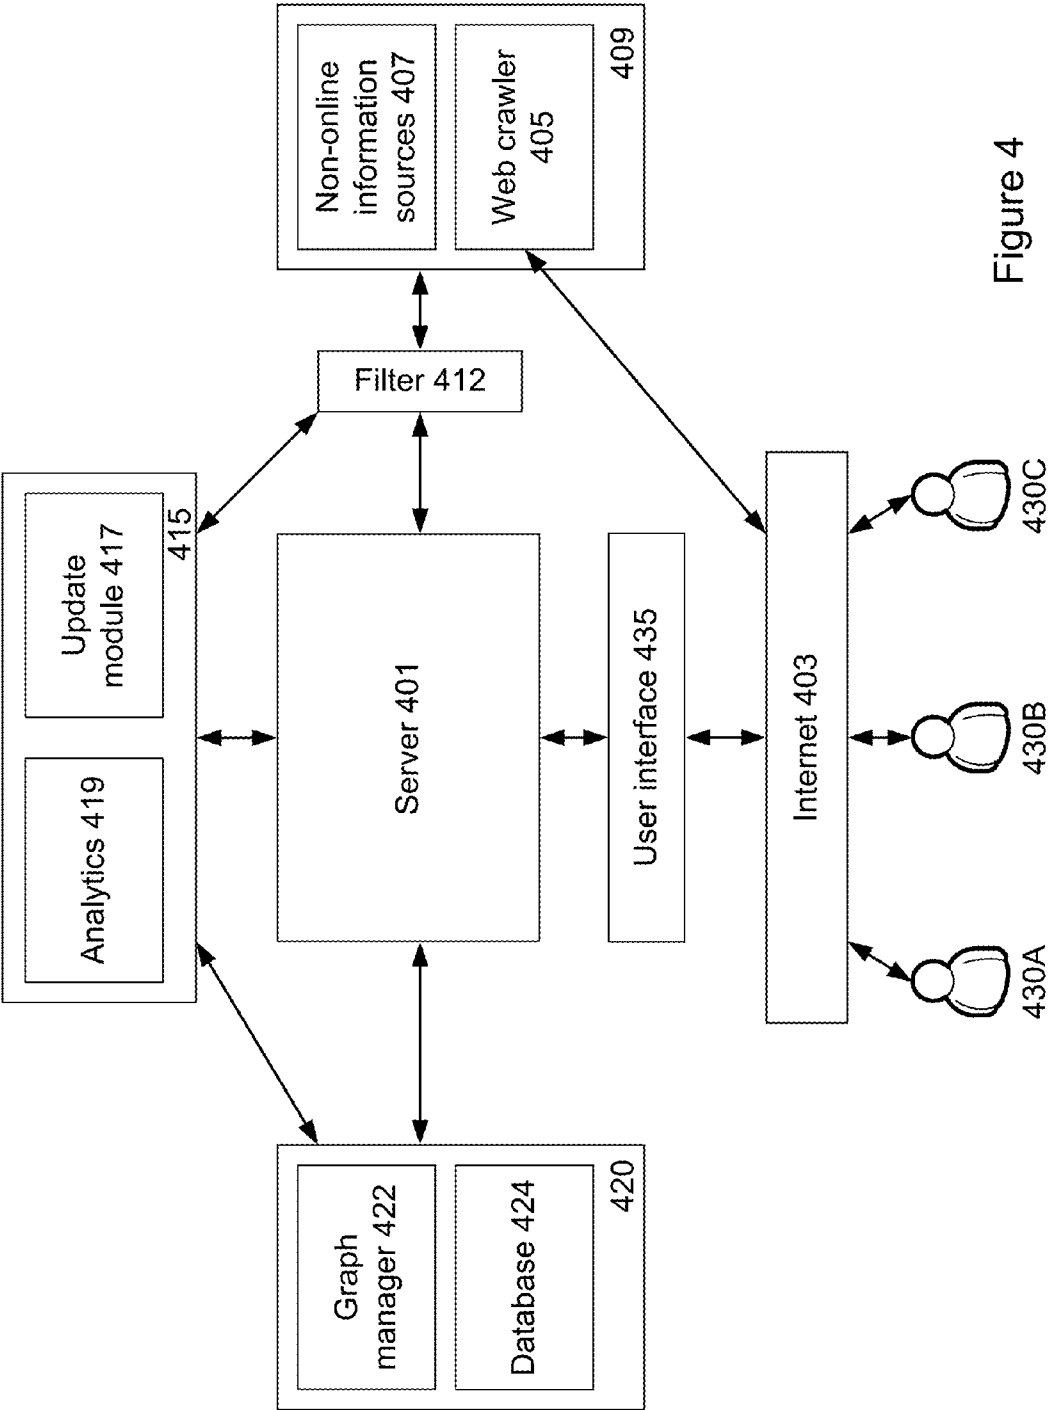 Analytics 419
Update
module 417
415
Graph
manager 422
Database 424
420
Server 401
Filter 412
Non-online
information
sources 407
Web crawler
405
409
User interface 435
Internet 403
430A
430B
430C
Figure 4